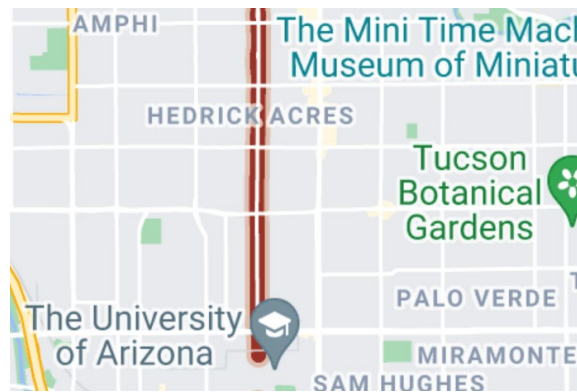 AMPHI
The Mini Time Mach
Museum of Miniatu
HEDRICK ACRES
Tucson
Botanical
Gardens
T
PALO VERDE
The University
of Arizona
MIRAMONTE
SAM HUGHES